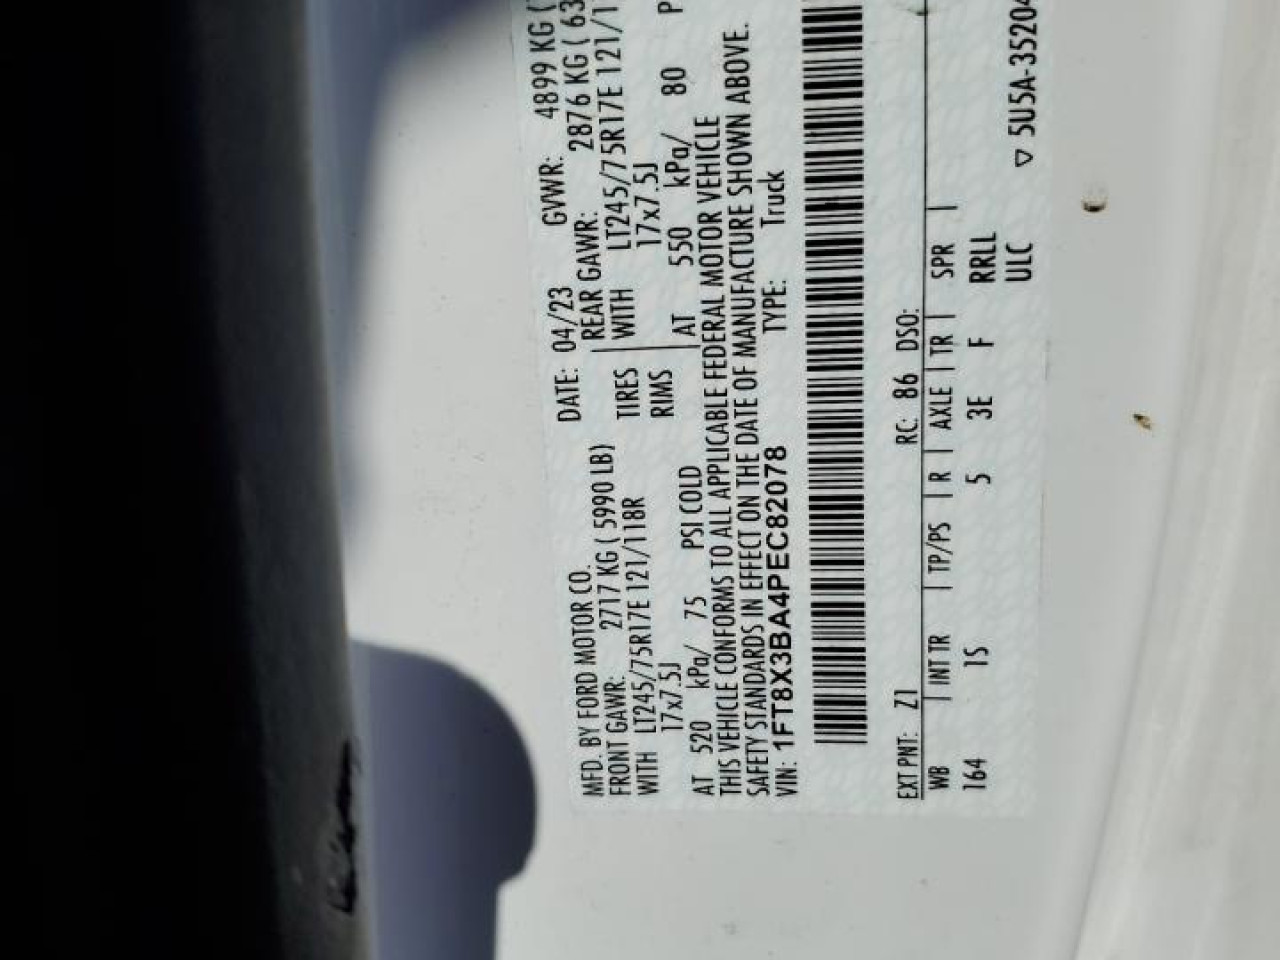 MFD. BY FORD MOTOR CO.
DATE: 04/23 GVWR: 4899 KG (
FRONT GAWR: 2717 KG ( 5990 LB) REAR GAWR: 2876 KG ( 63
WITH LT245/75R17E 121/118R TIRES WITH LT245/75R17E 121/1
17x7.5J RIMS 17x7.5J
AT 520 kPa/ 75 PSI COLD AT 550 kPa/ 80 P
THIS VEHICLE CONFORMS TO ALL APPLICABLE FEDERAL MOTOR VEHICLE
SAFETY STANDARDS IN EFFECT ON THE DATE OF MANUFACTURE SHOWN ABOVE.
VIN: 1FT8X3BA4PEC82078 TYPE: Truck
EXT PNT: Z1 RC: 86 DSO:
WB | INT TR | TP/PS | R | AXLE | TR | SPR |
164 1S 5 3E F RRLL
ULC ▽ 5U5A-35204